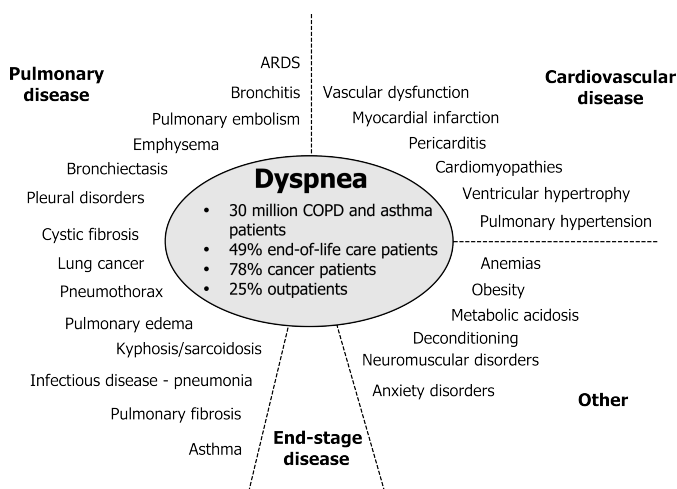 Pulmonary
disease
ARDS
Bronchitis
Pulmonary embolism
Emphysema
Bronchiectasis
Pleural disorders
Cystic fibrosis
Lung cancer
Pneumothorax
Pulmonary edema
Kyphosis/sarcoidosis
Infectious disease - pneumonia
Pulmonary fibrosis
Asthma
Dyspnea
• 30 million COPD and asthma
patients
• 49% end-of-life care patients
• 78% cancer patients
• 25% outpatients
Cardiovascular
disease
Vascular dysfunction
Myocardial infarction
Pericarditis
Cardiomyopathies
Ventricular hypertrophy
Pulmonary hypertension
Anemias
Obesity
Metabolic acidosis
Deconditioning
Neuromuscular disorders
Anxiety disorders
Other
End-stage
disease